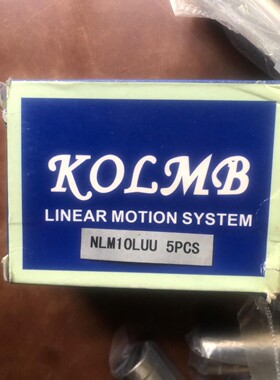 KOLMB
LINEAR MOTION SYSTEM
NLM10LUU 5PCS